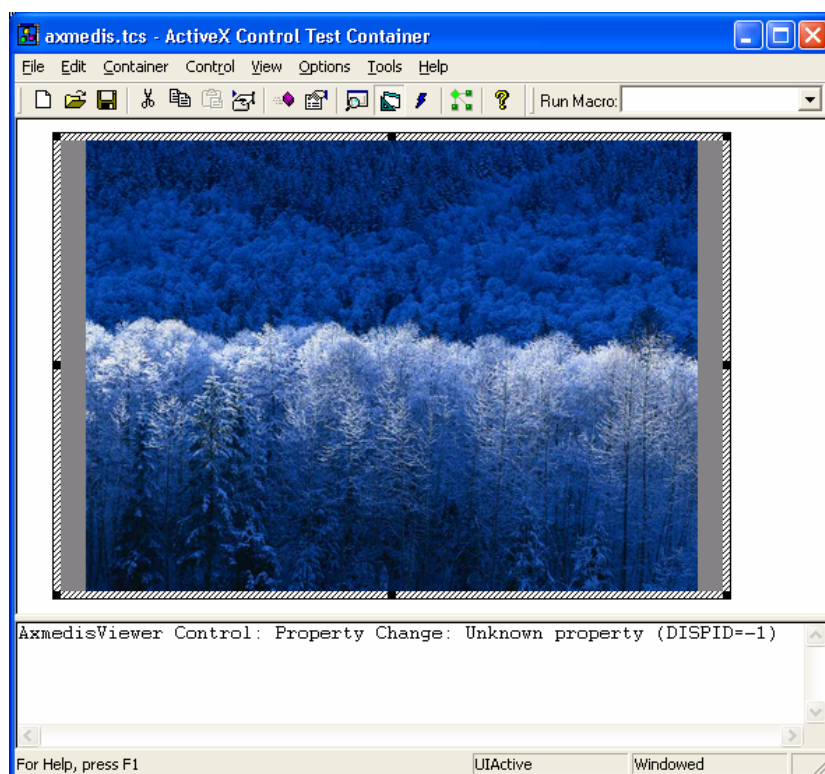 axmedis.tcs - ActiveX Control Test Container
File Edit Container Control View Options Tools Help
Run Macro:
AxmedisViewer Control: Property Change: Unknown property (DISPID=-1)
For Help, press F1 UIActive Windowed